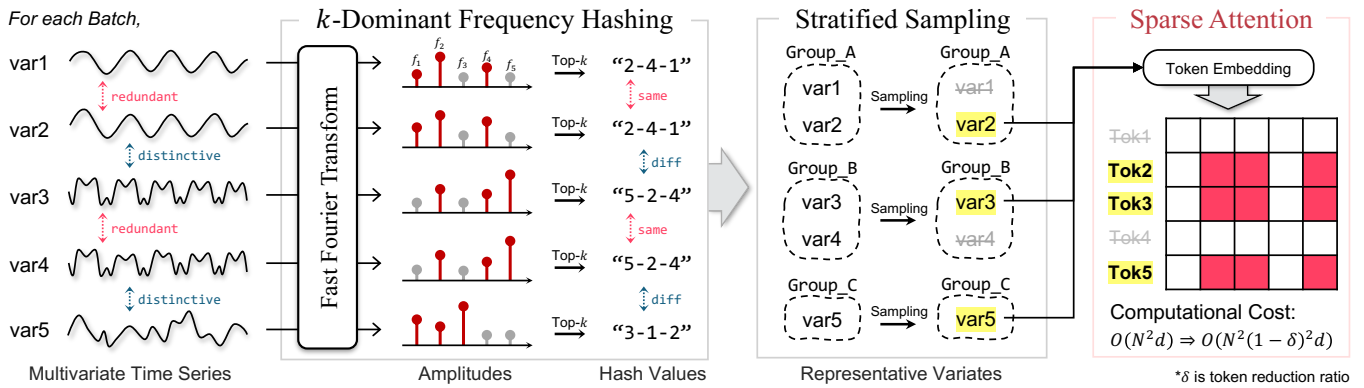 For each Batch,
var1
redundant
var2
distinctive
var3
redundant
var4
distinctive
var5
Multivariate Time Series
k-Dominant Frequency Hashing
Fast Fourier Transform
f₁
f₂
f₃
f₄
f₅
Top-k
Top-k
Top-k
Top-k
Top-k
“2-4-1”
same
“2-4-1”
diff
“5-2-4”
same
“5-2-4”
diff
“3-1-2”
Amplitudes
Hash Values
Stratified Sampling
Group_A
var1
var2
Sampling
Group_A
var1
var2
Group_B
var3
var4
Sampling
Group_B
var3
var4
Group_C
var5
Sampling
Group_C
var5
Representative Variates
Sparse Attention
Token Embedding
Tok1
Tok2
Tok3
Tok4
Tok5
Computational Cost:
O(N²d) ⇒ O(N²(1 − δ)²d)
*δ is token reduction ratio